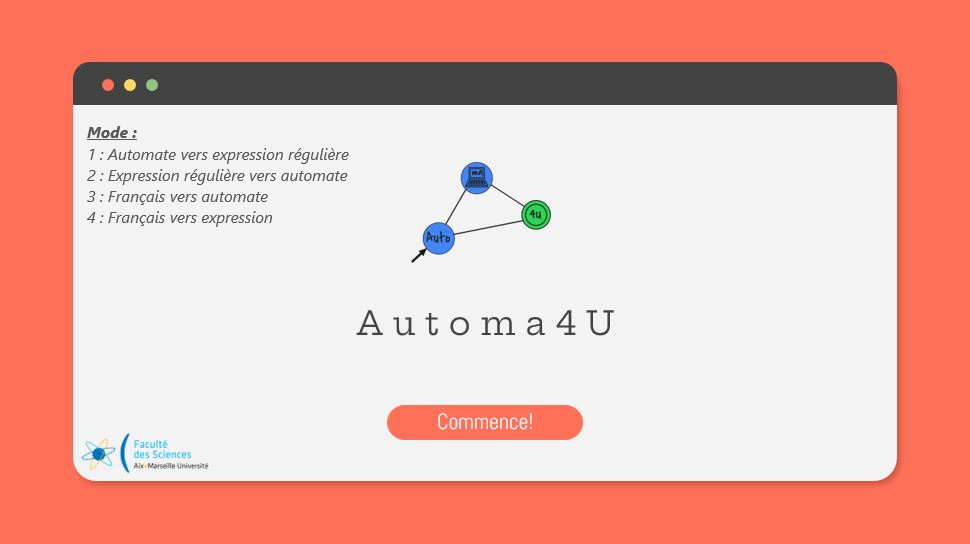 Mode :
1 : Automate vers expression régulière
2 : Expression régulière vers automate
3 : Français vers automate
4 : Français vers expression
ma
4u
Auto
Automa4U
Commence!
Faculté
des Sciences
Aix*Marseille Université